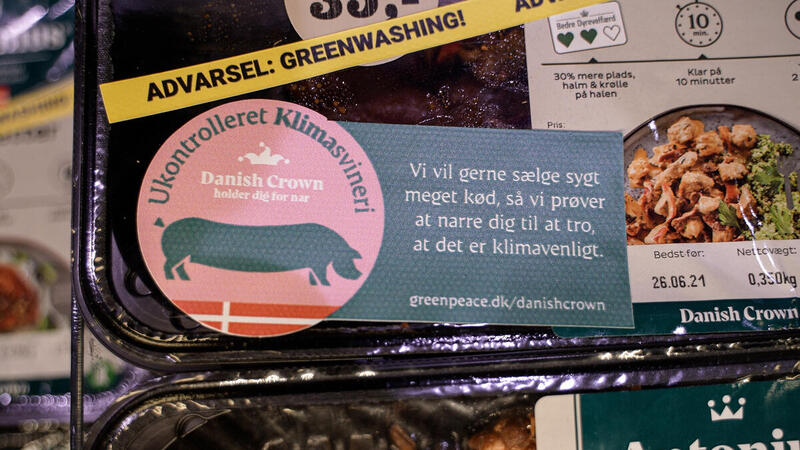 35,-
ADVARSEL: GREENWASHING!
ADV
Bedre Dyrevelfærd
10
min.
30% mere plads,
halm & krølle
på halen
Klar på
10 minutter
Pris:
Ukontrolleret Klimasvineri
Danish Crown
holder dig for nar
Vi vil gerne sælge sygt
meget kød, så vi prøver
at narre dig til at tro,
at det er klimavenligt.
greenpeace.dk/danishcrown
Bedst før:
Nettovægt:
26.06.21
0,350kg
Danish Crown